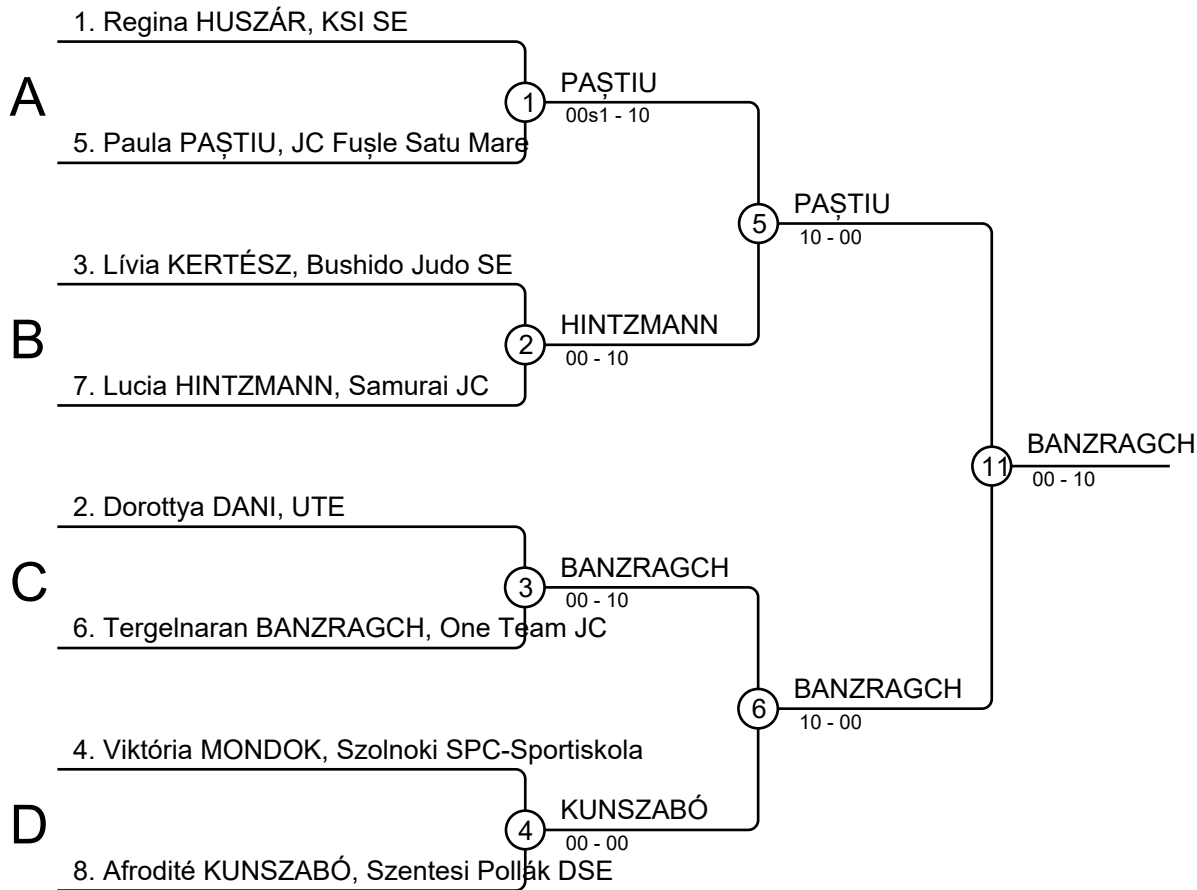 1. Regina HUSZÁR, KSI SE
A
1
PAȘTIU
00s1 - 10
5. Paula PAȘTIU, JC Fușle Satu Mare
5
PAȘTIU
10 - 00
3. Lívia KERTÉSZ, Bushido Judo SE
B
2
HINTZMANN
00 - 10
7. Lucia HINTZMANN, Samurai JC
11
BANZRAGCH
00 - 10
2. Dorottya DANI, UTE
C
3
BANZRAGCH
00 - 10
6. Tergelnaran BANZRAGCH, One Team JC
6
BANZRAGCH
10 - 00
4. Viktória MONDOK, Szolnoki SPC-Sportiskola
D
4
KUNSZABÓ
00 - 00
8. Afrodité KUNSZABÓ, Szentesi Pollák DSE